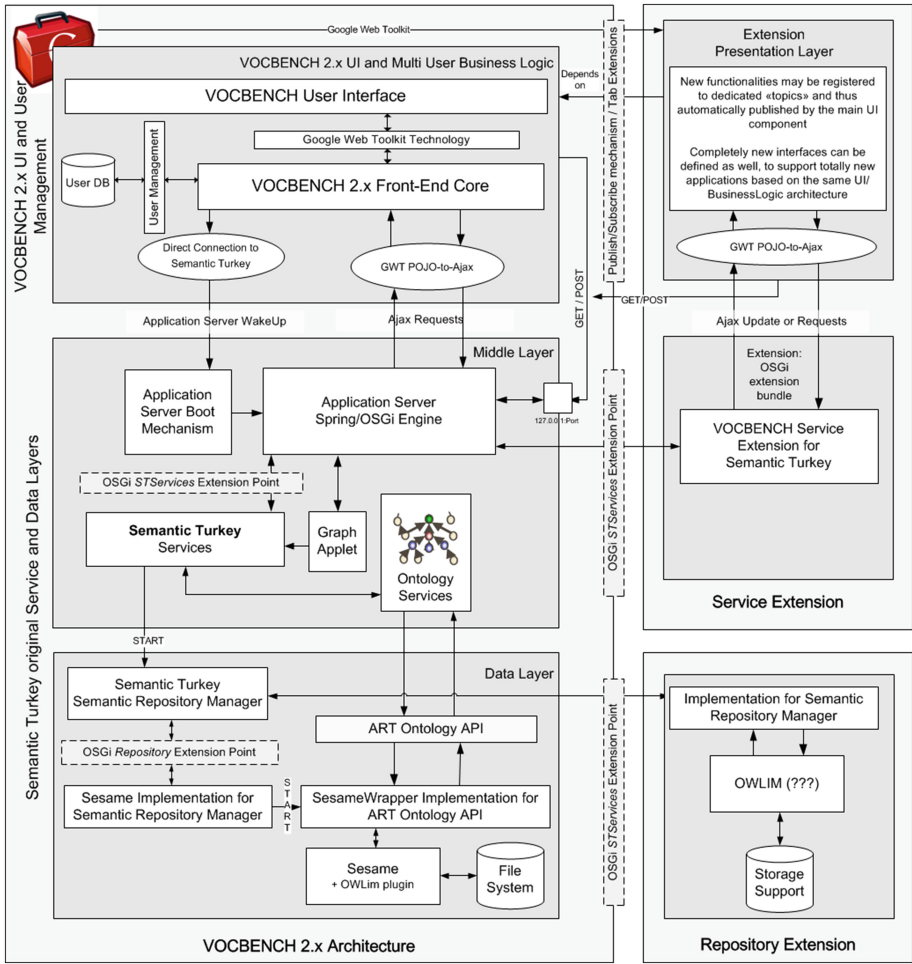 Google Web Toolkit
VOCBENCH 2.x UI and User
Management
VOCBENCH 2.x UI and Multi User Business Logic
VOCBENCH User Interface
Google Web Toolkit Technology
User DB
User Management
VOCBENCH 2.x Front-End Core
Direct Connection to
Semantic Turkey
GWT POJO-to-Ajax
Depends
on
Publish/Subscribe mechanism / Tab Extensions
GET / POST
GET/POST
Extension
Presentation Layer
New functionalities may be registered
to dedicated «topics» and thus
automatically published by the main UI
component
Completely new interfaces can be
defined as well, to support totally new
applications based on the same UI/
BusinessLogic architecture
GWT POJO-to-Ajax
Application Server WakeUp
Ajax Requests
Ajax Update or Requests
Semantic Turkey original Service and Data Layers
Middle Layer
Application
Server Boot
Mechanism
Application Server
Spring/OSGi Engine
127.0.0.1:Port
OSGi STServices Extension Point
Semantic Turkey
Services
Graph
Applet
Ontology
Services
OSGi STServices Extension Point
Extension:
OSGi
extension
bundle
VOCBENCH Service
Extension for
Semantic Turkey
Service Extension
START
Data Layer
Semantic Turkey
Semantic Repository Manager
OSGi Repository Extension Point
Sesame Implementation for
Semantic Repository Manager
START
ART Ontology API
SesameWrapper Implementation for
ART Ontology API
Sesame
+ OWLim plugin
File
System
OSGi STServices Extension Point
Implementation for Semantic
Repository Manager
OWLIM (???)
Storage
Support
VOCBENCH 2.x Architecture
Repository Extension